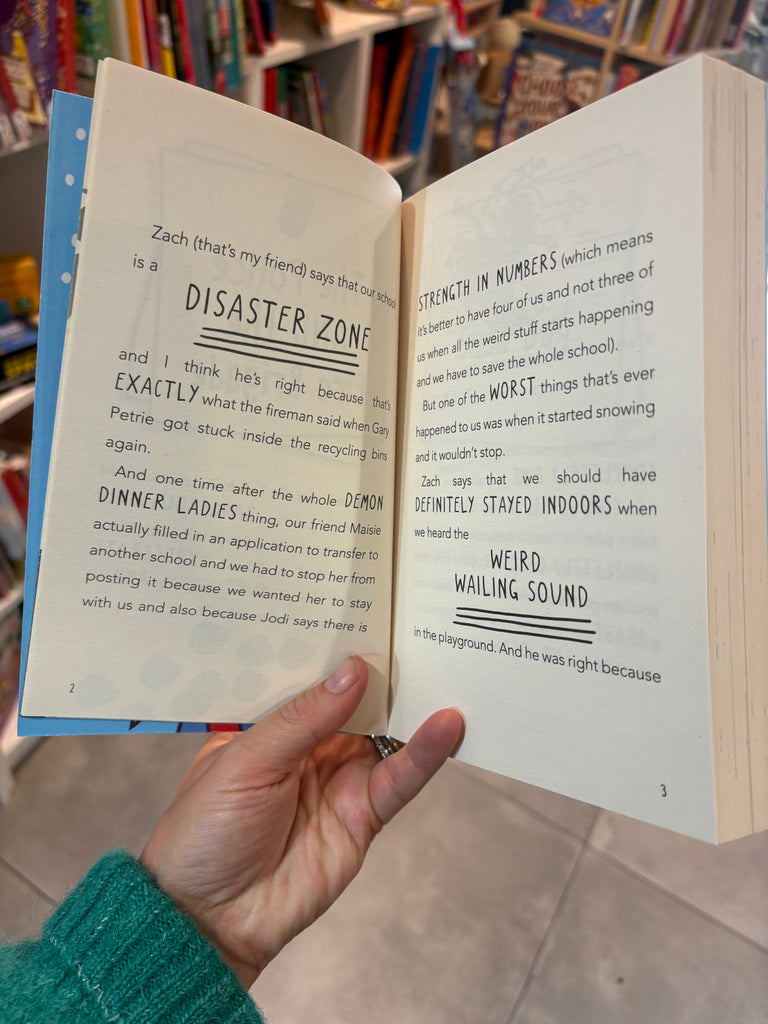 Zach (that's my friend) says that our school
is a
DISASTER ZONE
and I think he's right because that's
EXACTLY what the fireman said when Gary
Petrie got stuck inside the recycling bins
again.
And one time after the whole DEMON
DINNER LADIES thing, our friend Maisie
actually filled in an application to transfer to
another school and we had to stop her from
posting it because we wanted her to stay
with us and also because Jodi says there is
2
STRENGTH IN NUMBERS (which means
it's better to have four of us and not three of
us when all the weird stuff starts happening
and we have to save the whole school).
But one of the WORST things that's ever
happened to us was when it started snowing
and it wouldn't stop.
Zach says that we should have
DEFINITELY STAYED INDOORS when
we heard the
WEIRD
WAILING SOUND
in the playground. And he was right because
3